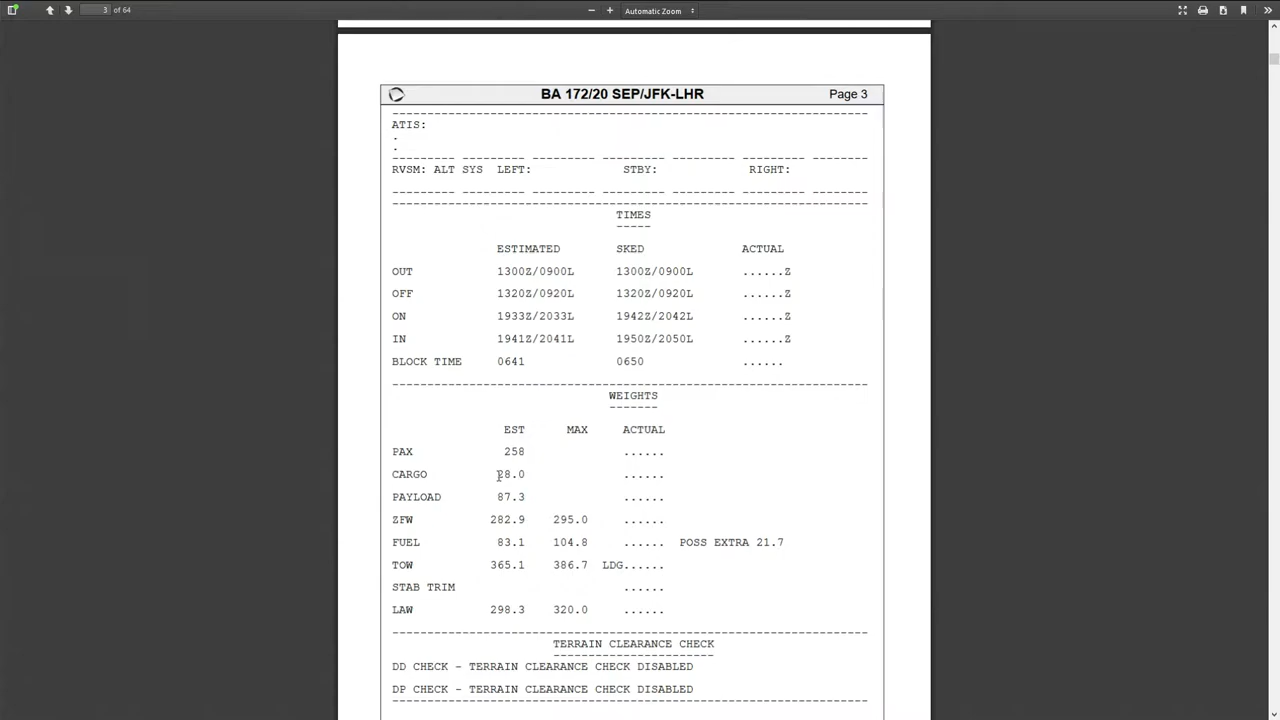 3 of 64
Automatic Zoom
BA 172/20 SEP/JFK-LHR Page 3
--------------------------------------------------------------------
ATIS:
:
.
--------- --------- --------- --------- --------- --------- --------
RVSM: ALT SYS LEFT: STBY: RIGHT:
--------- --------- --------- --------- --------- --------- --------
--------------------------------------------------------------------
TIMES
-----
ESTIMATED SKED ACTUAL
OUT 1300Z/0900L 1300Z/0900L ......Z
OFF 1320Z/0920L 1320Z/0920L ......Z
ON 1933Z/2033L 1942Z/2042L ......Z
IN 1941Z/2041L 1950Z/2050L ......Z
BLOCK TIME 0641 0650 ......
--------------------------------------------------------------------
WEIGHTS
-------
EST MAX ACTUAL
PAX 258 ......
CARGO 28.0 ......
PAYLOAD 87.3 ......
ZFW 282.9 295.0 ......
FUEL 83.1 104.8 ...... POSS EXTRA 21.7
TOW 365.1 386.7 LDG......
STAB TRIM ......
LAW 298.3 320.0 ......
--------------------------------------------------------------------
TERRAIN CLEARANCE CHECK
-----------------------
DD CHECK - TERRAIN CLEARANCE CHECK DISABLED
DP CHECK - TERRAIN CLEARANCE CHECK DISABLED
--------------------------------------------------------------------